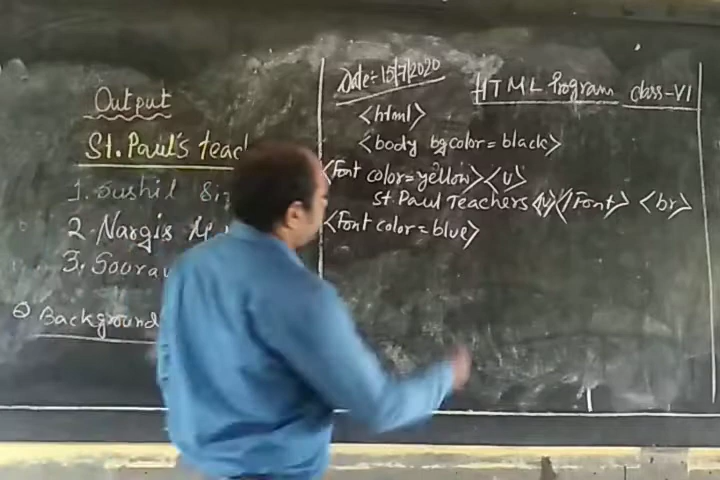 Output
St. Paul's teac
1. Sushil
2. Nargis
3. Sourav
Background
Date:- 15/7/2020
HTML Program class-VI
<html>
<body bgcolor = black>
<Font color = yellow> <u>
St. Paul Teachers </u> </Font> <br>
<Font color = blue>